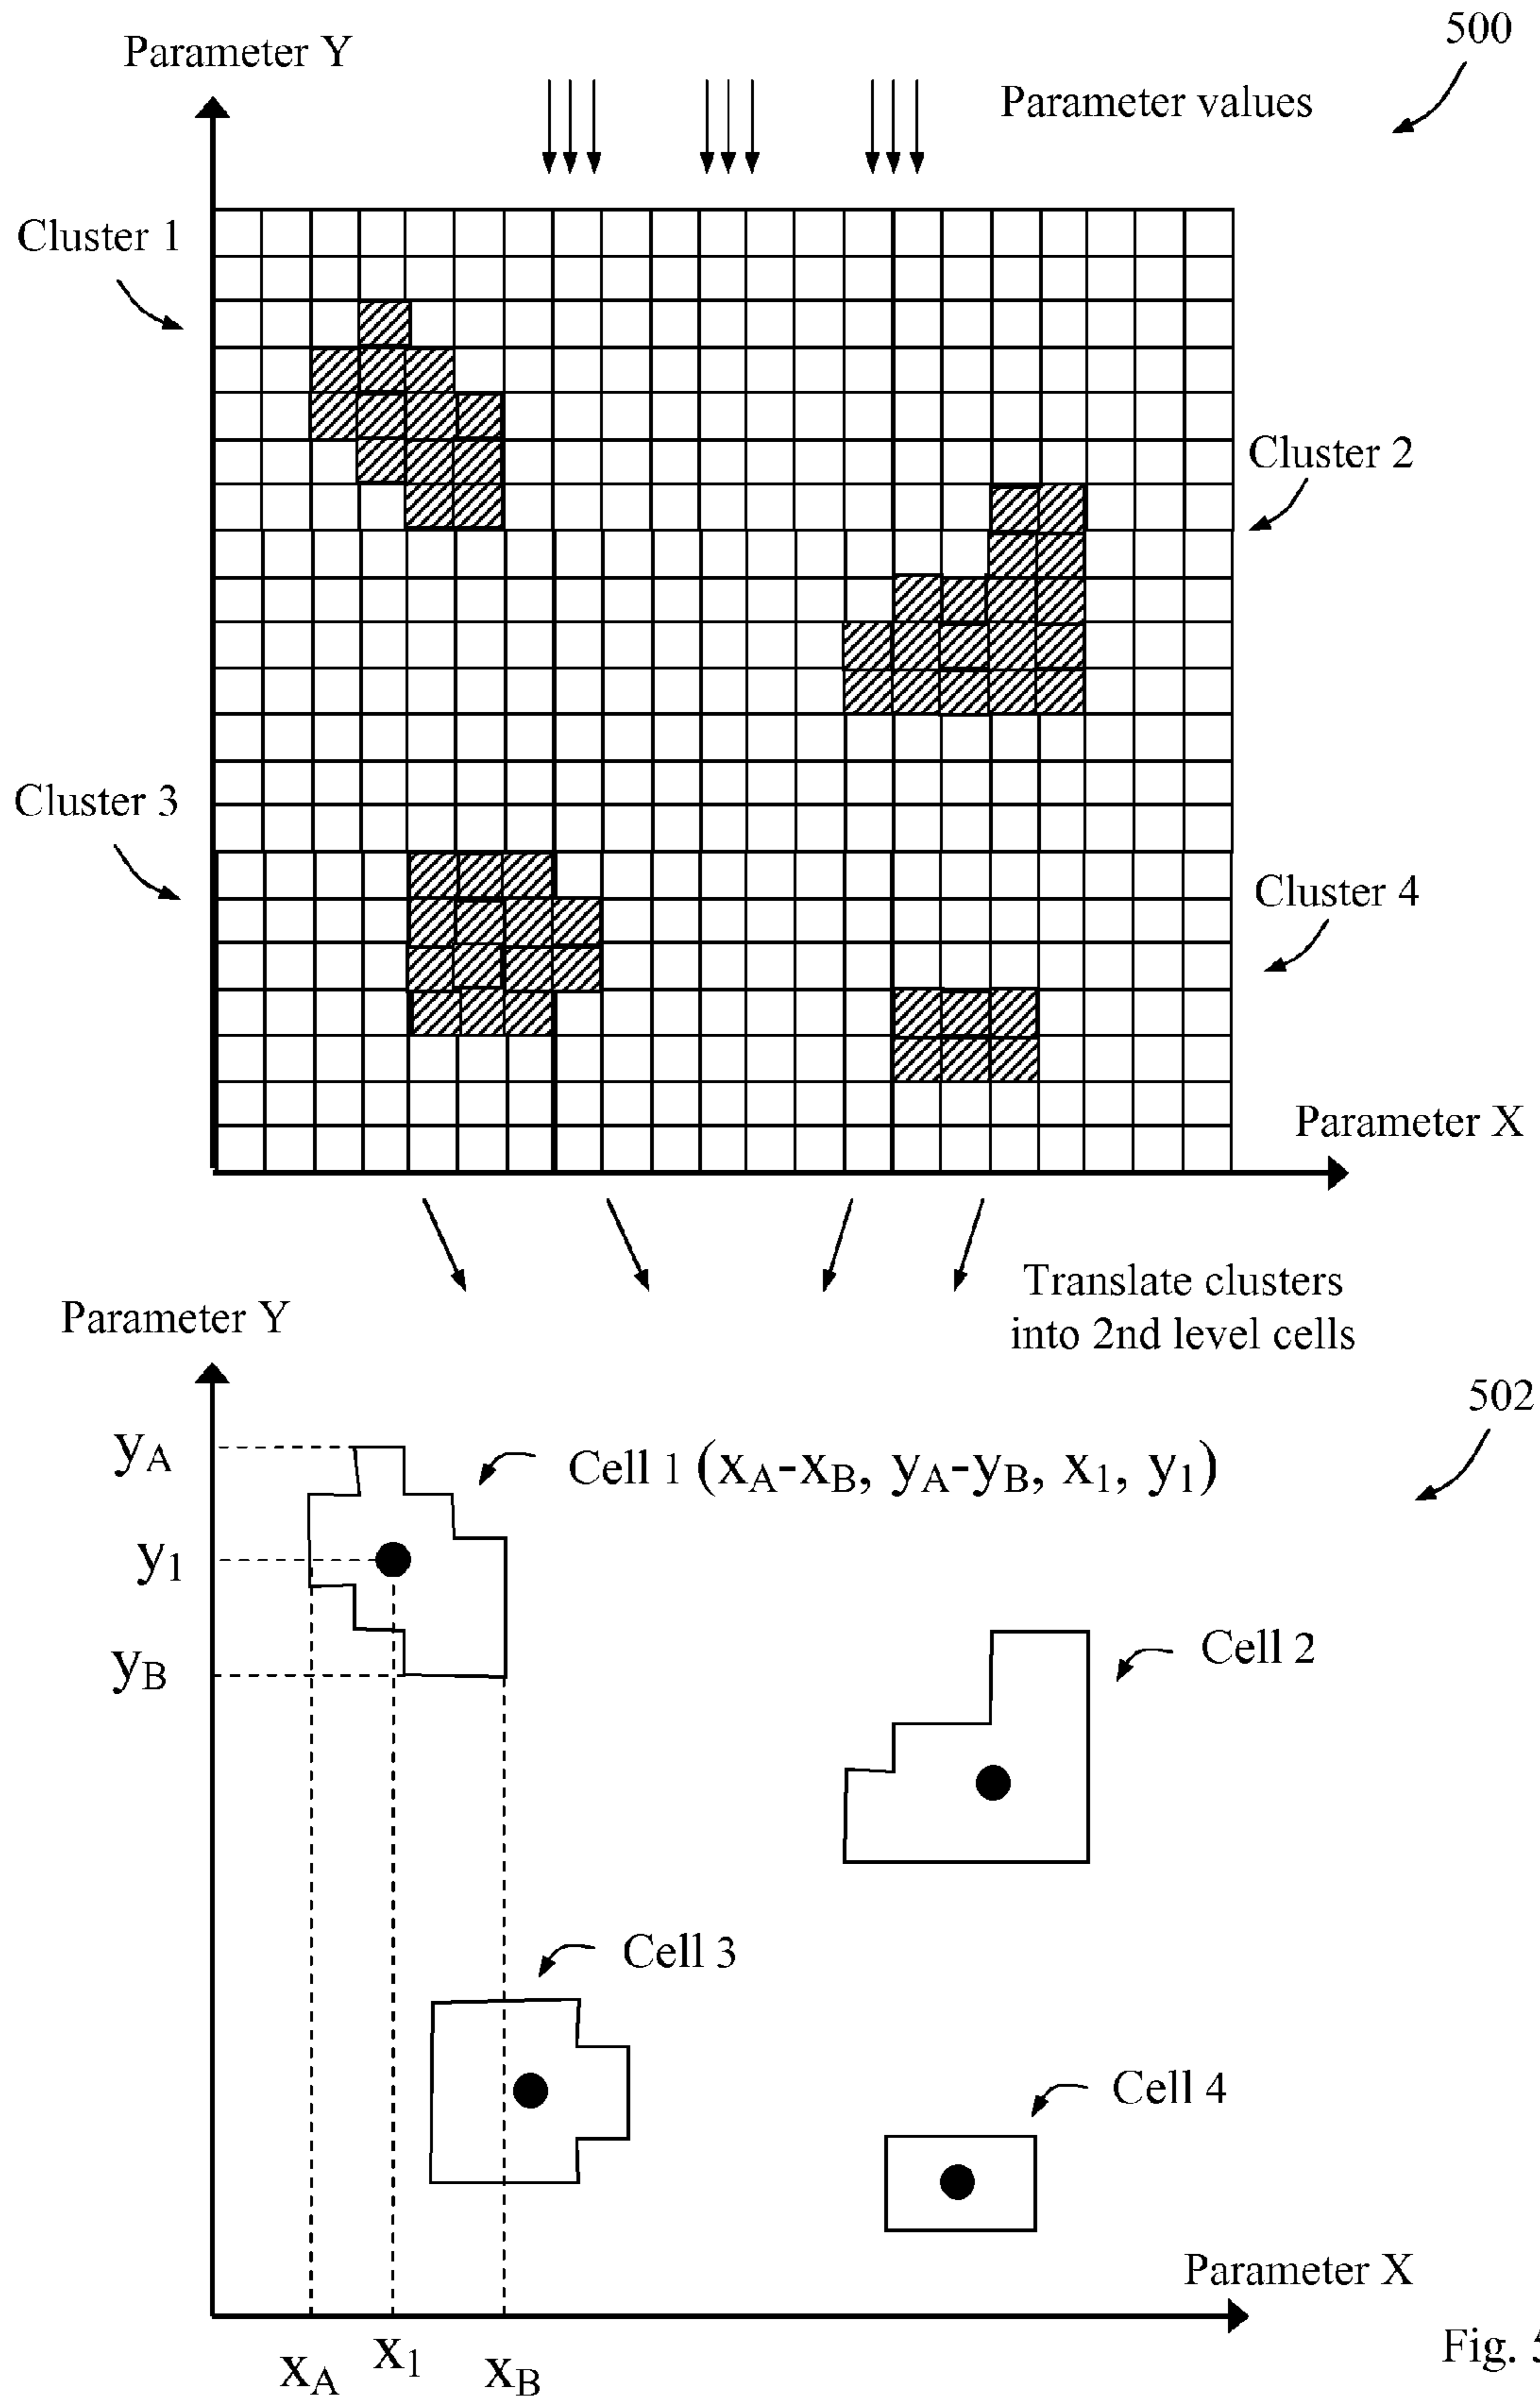 500
Parameter Y
Parameter values
Cluster 1
Cluster 2
Cluster 3
Cluster 4
Parameter X
Translate clusters
into 2nd level cells
Parameter Y
502
yA
Cell 1 (xA-xB, yA-yB, x1, y1)
y1
yB
Cell 2
Cell 3
Cell 4
Parameter X
Fig.
xA
x1
xB